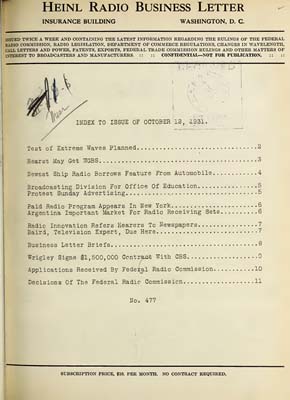 HEINL RADIO BUSINESS LETTER
INSURANCE BUILDING WASHINGTON, D. C.
ISSUED TWICE A WEEK AND CONTAINING THE LATEST INFORMATION REGARDING THE RULINGS OF THE FEDERAL
RADIO COMMISSION, RADIO LEGISLATION, DEPARTMENT OF COMMERCE REGULATIONS, CHANGES IN WAVELENGTH,
CALL LETTERS AND POWER, PATENTS, EXPORTS, FEDERAL TRADE COMMISSION RULINGS AND OTHER MATTERS OF
INTEREST TO BROADCASTERS AND MANUFACTURERS. :: :: CONFIDENTIAL—NOT FOR PUBLICATION. :: ::
INDEX TO ISSUE OF OCTOBER 12, 1931.
Test of Extreme Waves Planned 2
Hearst May Get WGBS 3
Newest Ship Radio Borrows Feature From Automobile 4
Broadcasting Division For Office Of Education 5
Protest Sunday Advertising 5
Paid Radio Program Appears In New York 6
Argentina Important Market For Radio Receiving Sets 6
Radio Innovation Refers Hearers To Newspapers 7
Baird, Television Expert, Due Here 7
Business Letter Briefs 8
Wrigley Signs $1,500,000 Contract With CBS
Applications Received By Federal Radio Commission 10
Decisions Of The Federal Radio Commission 11
No. 477
SUBSCRIPTION PRICE, $10. PER MONTH. NO CONTRACT REQUIRED.